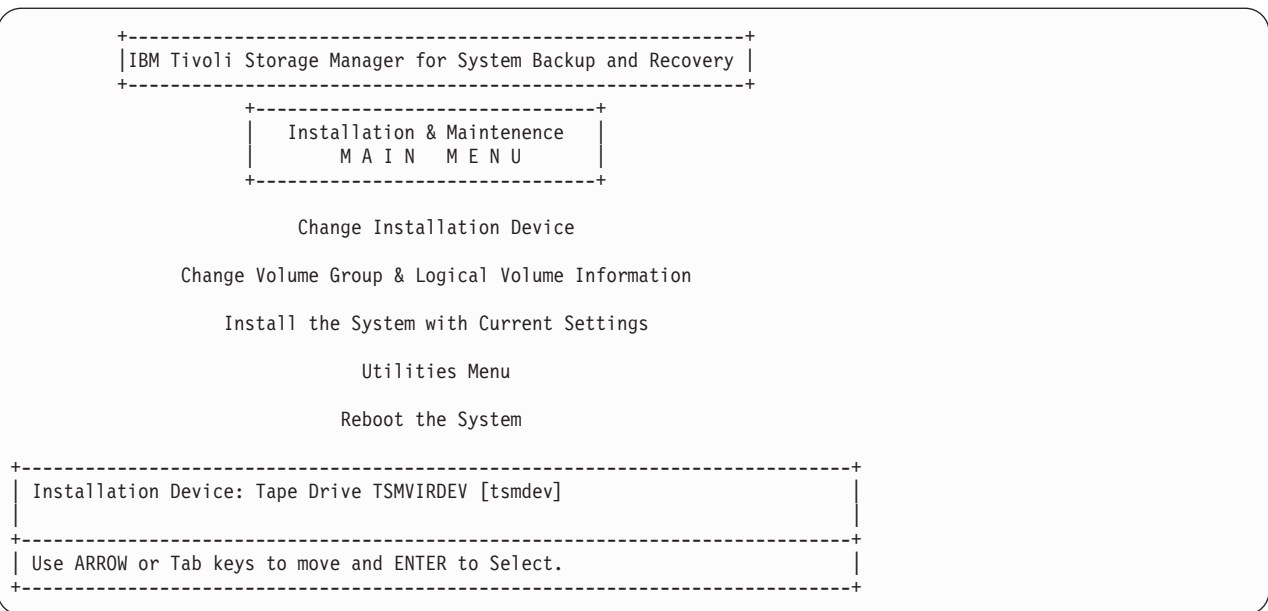 IBM Tivoli Storage Manager for System Backup and Recovery
Installation & Maintenence
M A I N M E N U
Change Installation Device
Change Volume Group & Logical Volume Information
Install the System with Current Settings
Utilities Menu
Reboot the System
Installation Device: Tape Drive TSMVIRDEV [tsmdev]
Use ARROW or Tab keys to move and ENTER to Select.